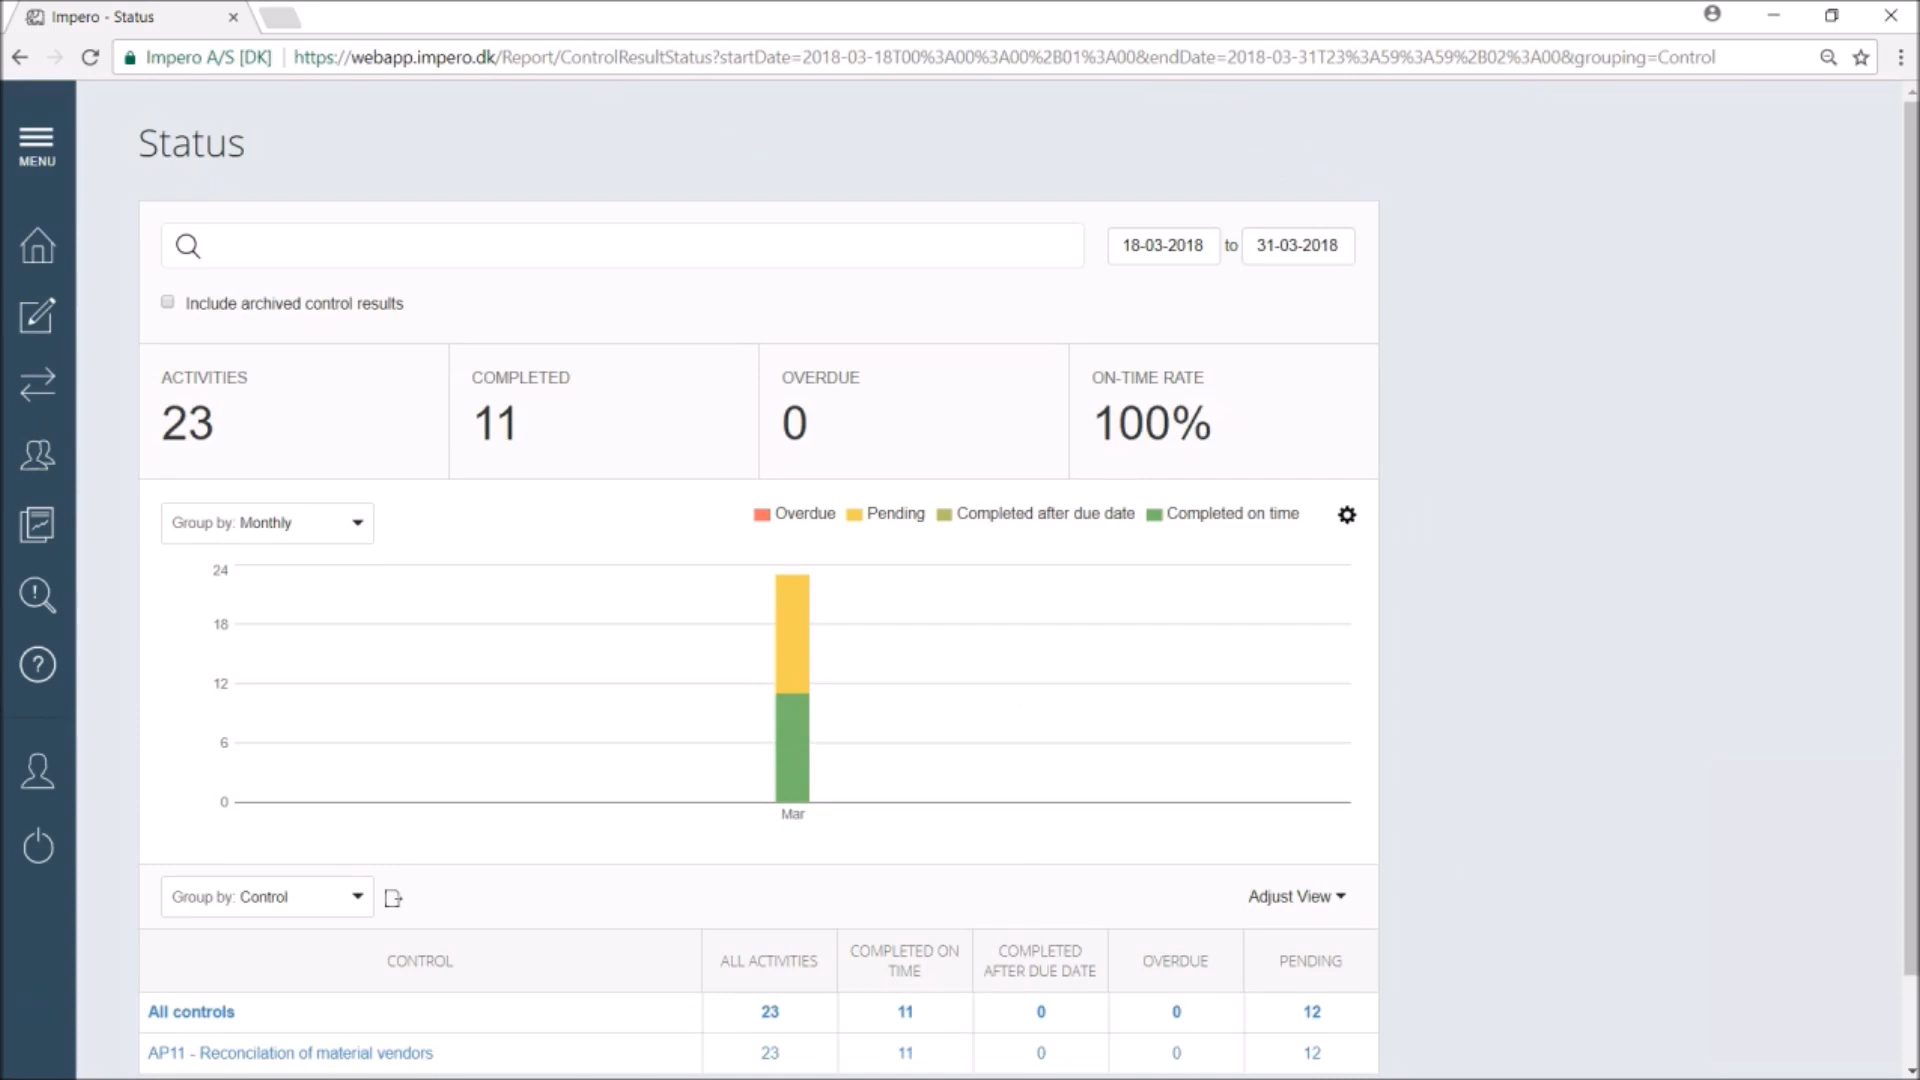 Impero - Status
Impero A/S [DK] https://webapp.impero.dk/Report/ControlResultStatus?startDate=2018-03-18T00%3A00%3A00%2B01%3A00&endDate=2018-03-31T23%3A59%3A59%2B02%3A00&grouping=Control
MENU
Status
18-03-2018 to 31-03-2018
Include archived control results
ACTIVITIES COMPLETED OVERDUE ON-TIME RATE
23 11 0 100%
Group by: Monthly
Overdue Pending Completed after due date Completed on time
24
18
12
6
0
Mar
Group by: Control
Adjust View
CONTROL ALL ACTIVITIES COMPLETED ON TIME COMPLETED AFTER DUE DATE OVERDUE PENDING
All controls 23 11 0 0 12
AP11 - Reconcilation of material vendors 23 11 0 0 12